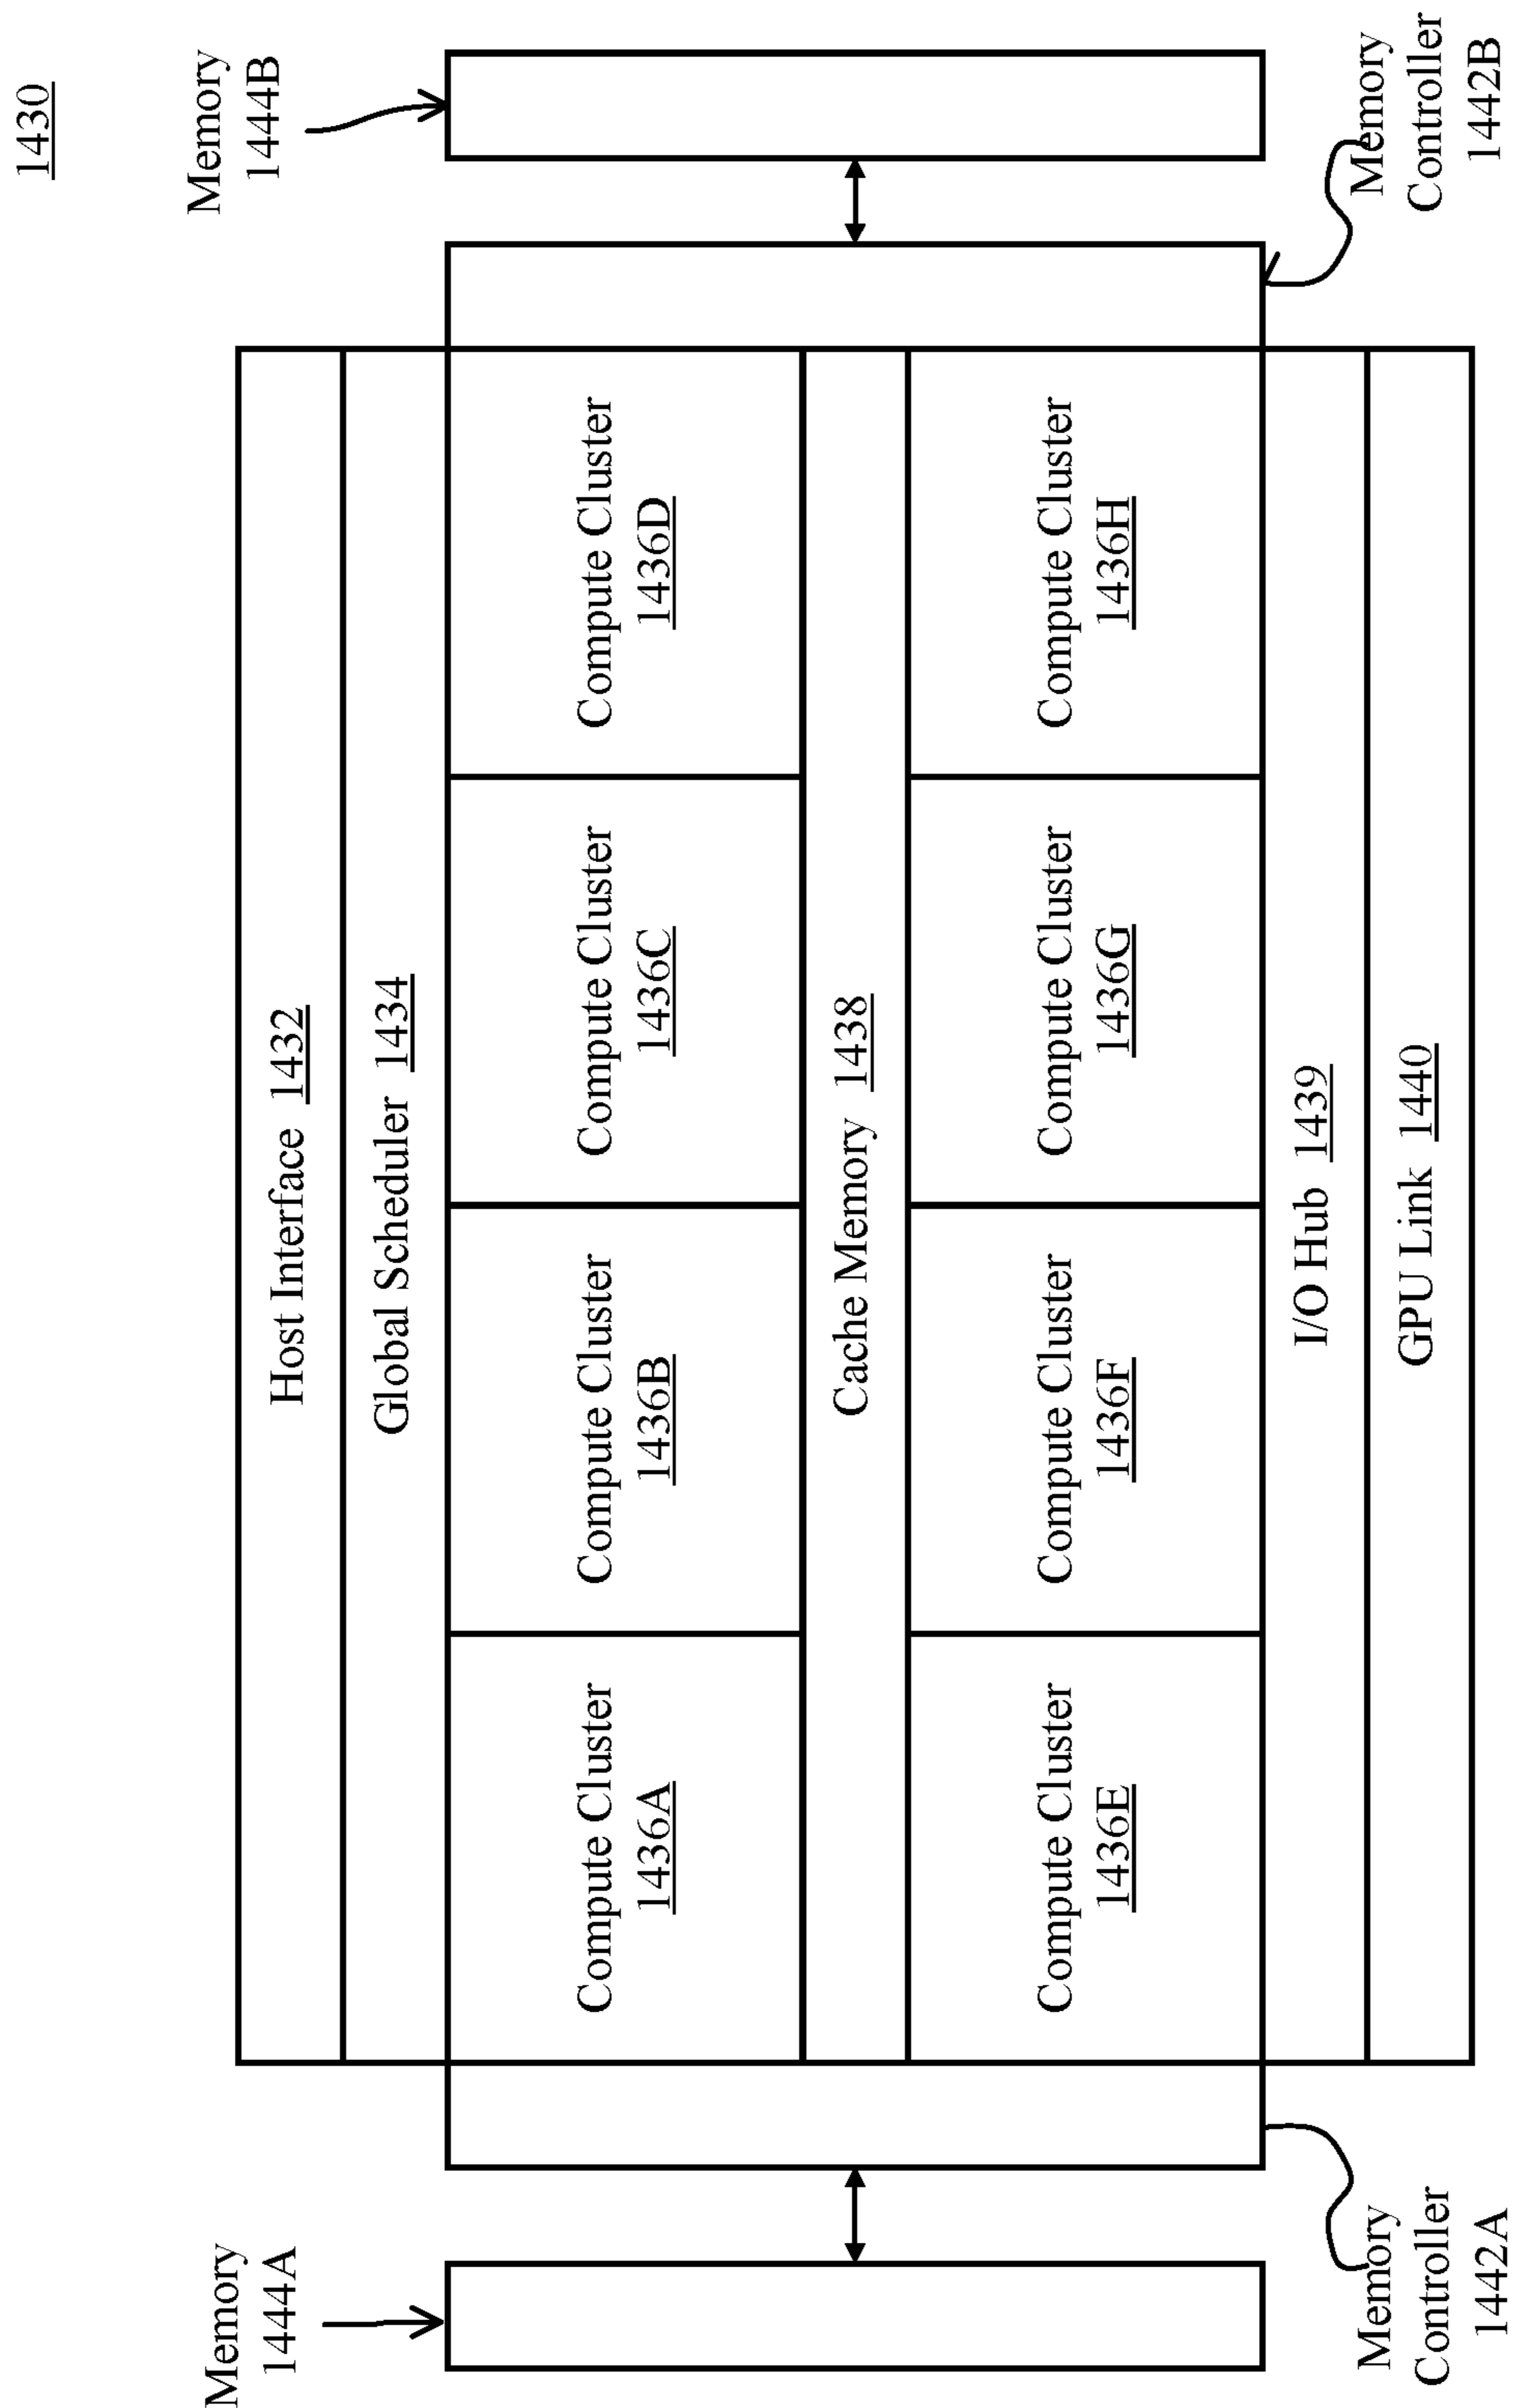 1430
Memory
1444A
Memory
1444B
Host Interface 1432
Global Scheduler 1434
Compute Cluster
1436A
Compute Cluster
1436B
Compute Cluster
1436C
Compute Cluster
1436D
Cache Memory 1438
Compute Cluster
1436E
Compute Cluster
1436F
Compute Cluster
1436G
Compute Cluster
1436H
I/O Hub 1439
GPU Link 1440
Memory
Controller
1442A
Memory
Controller
1442B